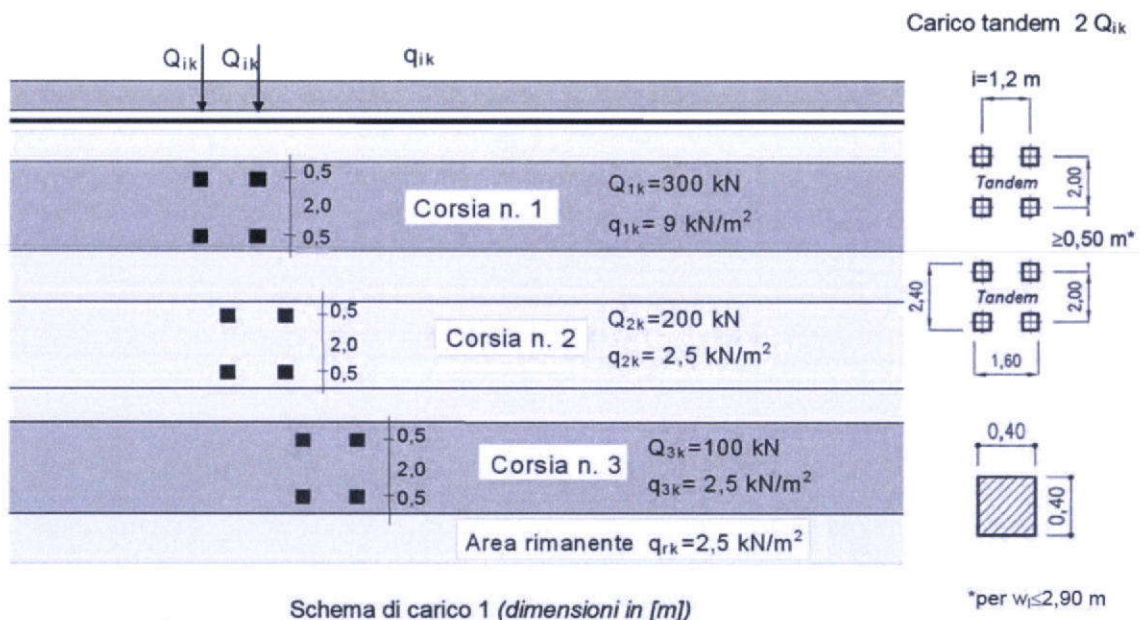 Carico tandem 2 Qik
Qik Qik qik
i=1,2 m
0,5
2,0
0,5
Corsia n. 1
Q1k=300 kN
q1k= 9 kN/m²
Tandem
2,00
≥0,50 m*
0,5
2,0
0,5
Corsia n. 2
Q2k=200 kN
q2k= 2,5 kN/m²
2,40
Tandem
2,00
1,60
0,5
2,0
0,5
Corsia n. 3
Q3k=100 kN
q3k= 2,5 kN/m²
0,40
0,40
Area rimanente qrk=2,5 kN/m²
Schema di carico 1 (dimensioni in [m])
*per wl≤2,90 m